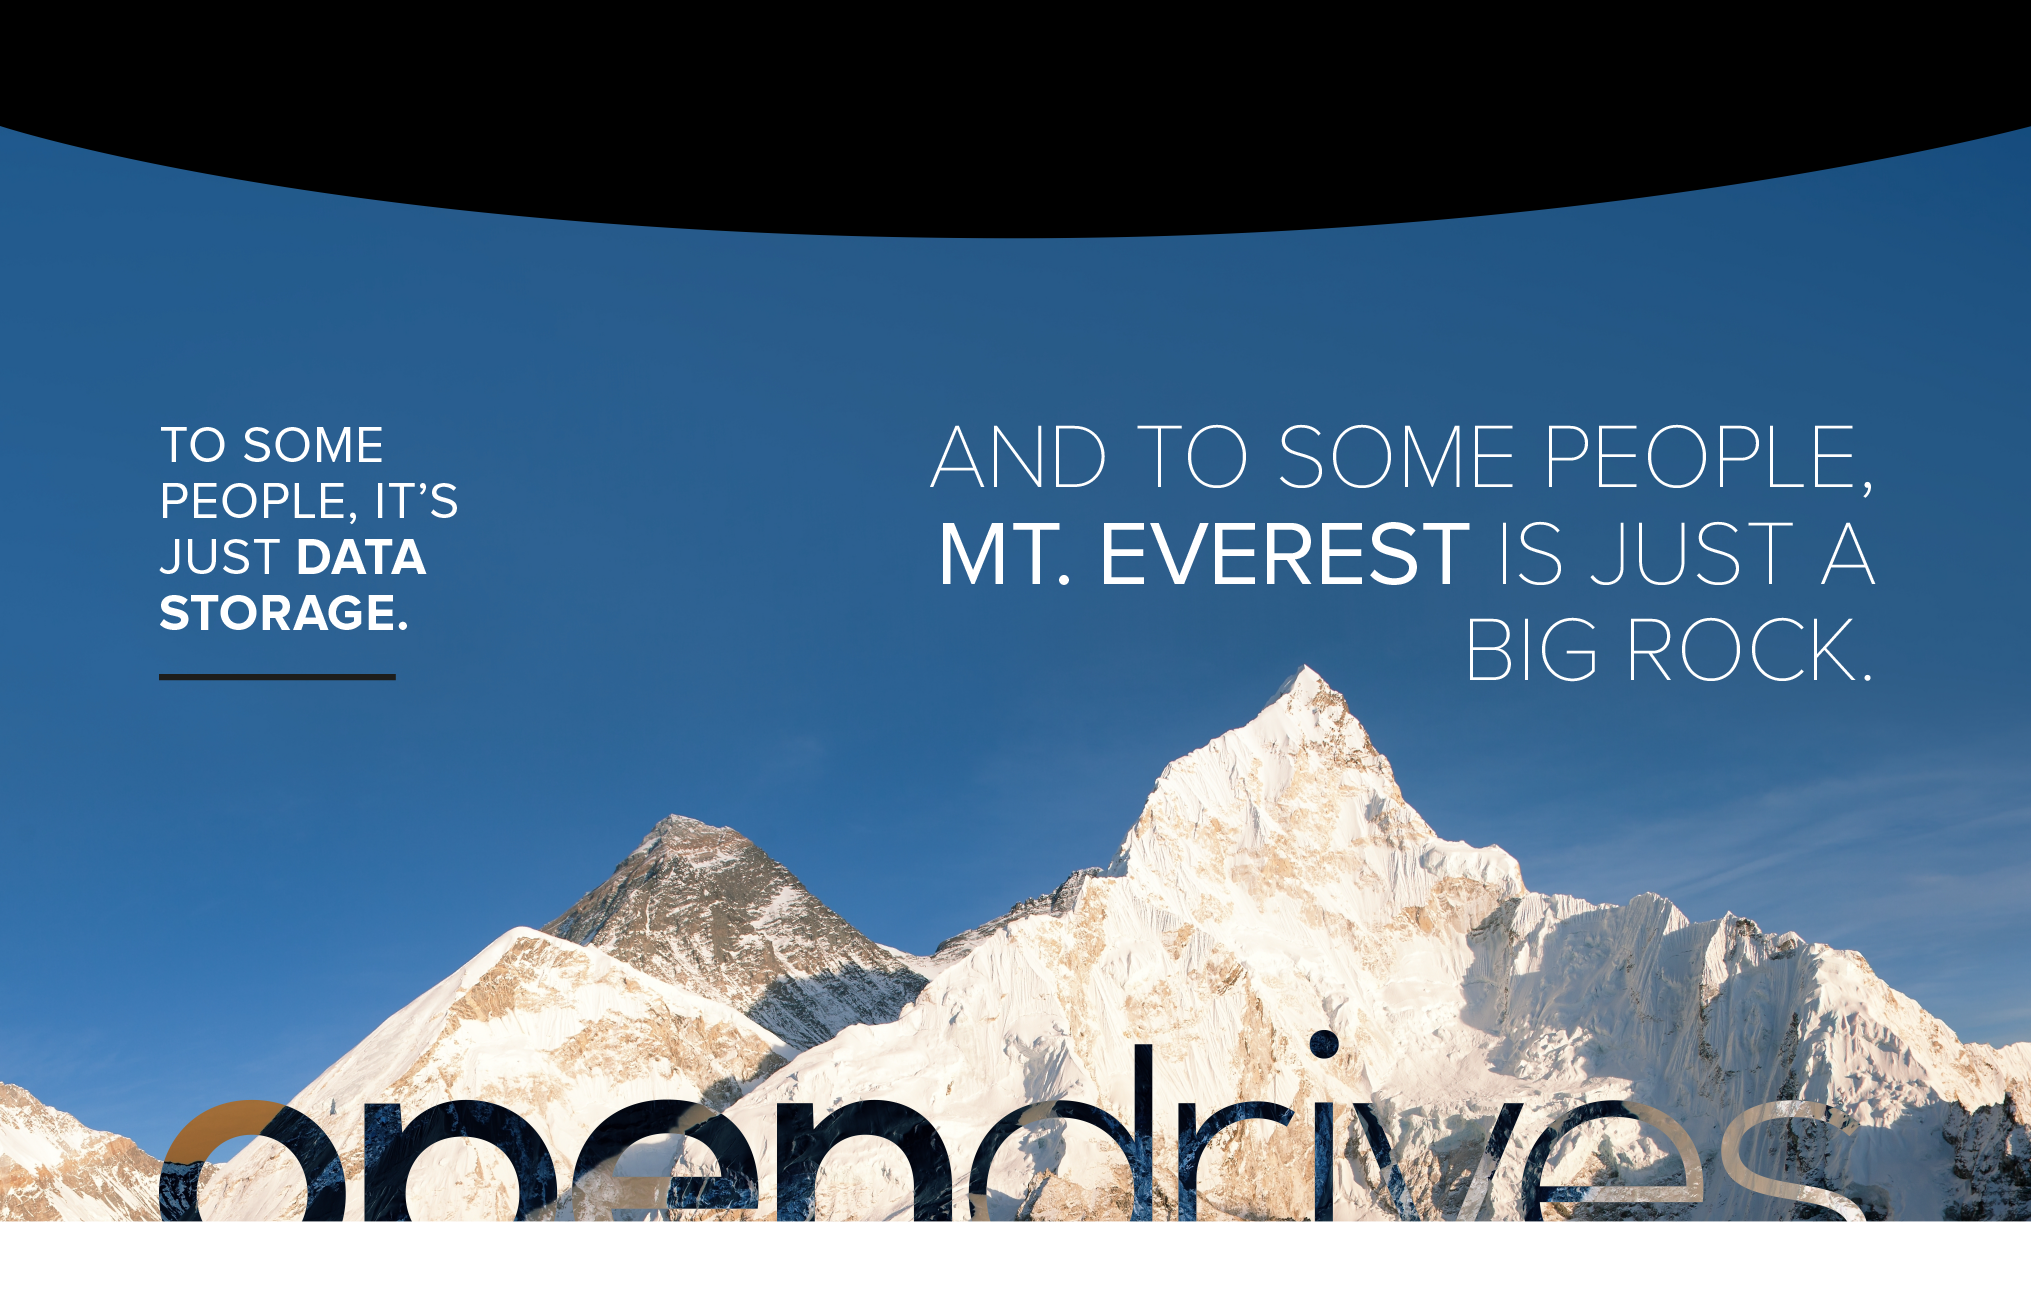 TO SOME
PEOPLE, IT’S
JUST DATA
STORAGE.
AND TO SOME PEOPLE,
MT. EVEREST IS JUST A
BIG ROCK.
opendrives